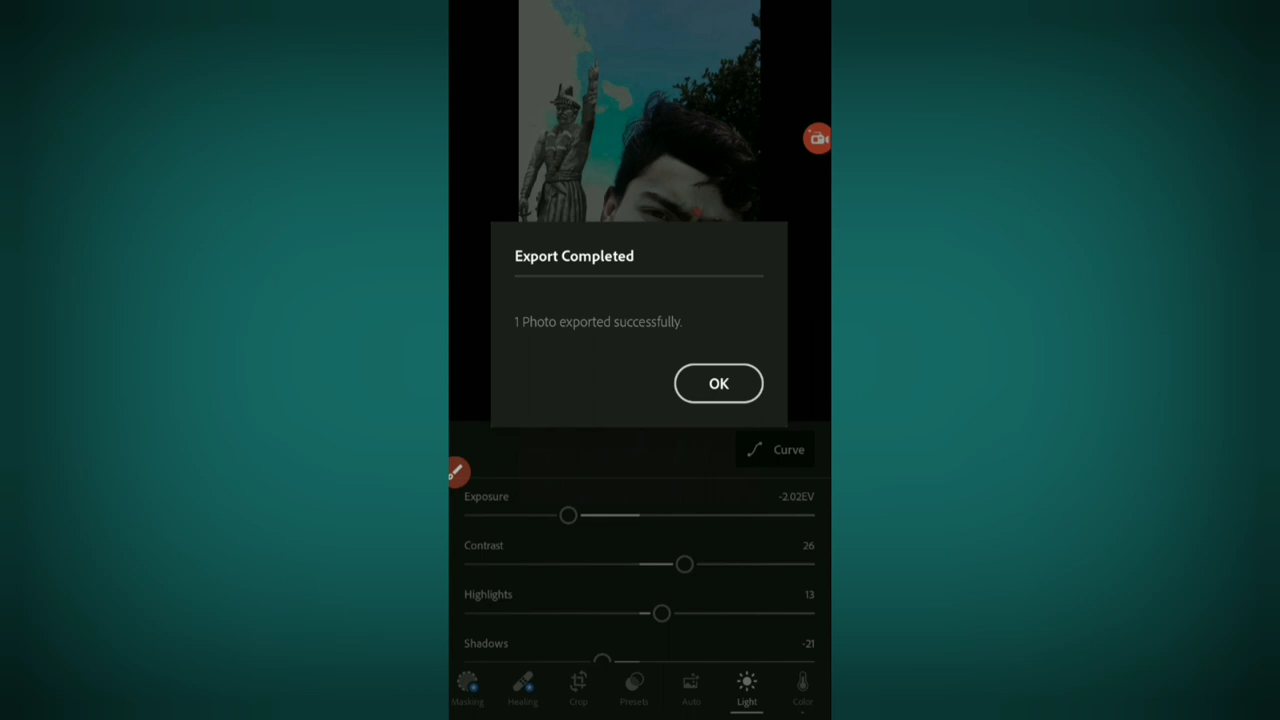 Export Completed
1 Photo exported successfully.
OK
Curve
Exposure -2.02EV
Contrast 26
Highlights 13
Shadows -21
Masking Healing Crop Presets Auto Light Color